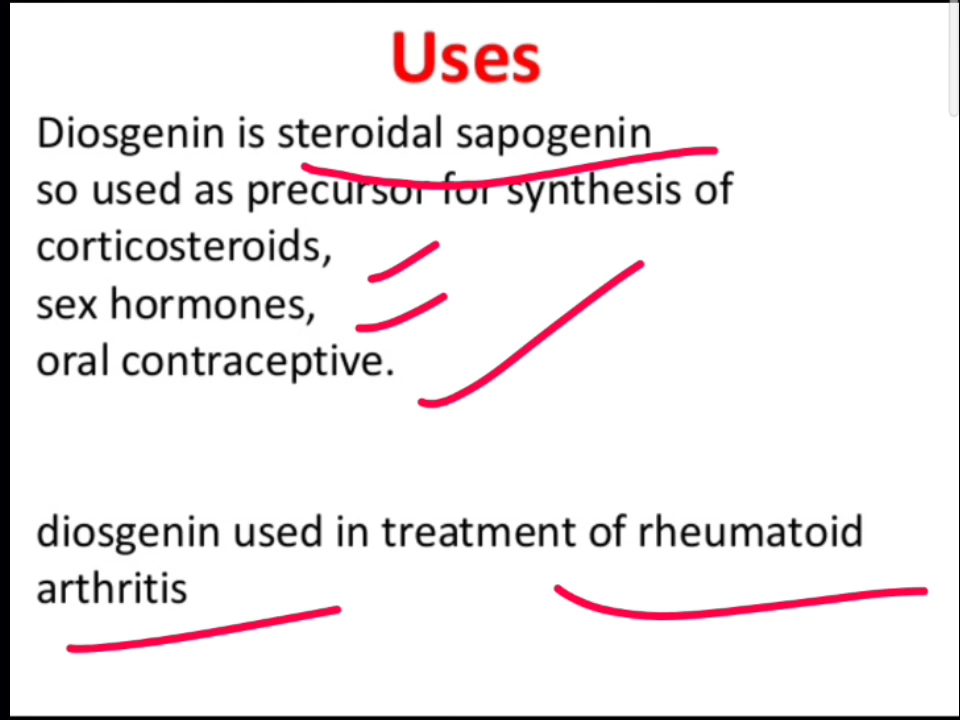 Uses
Diosgenin is steroidal sapogenin
so used as precursor for synthesis of
corticosteroids,
sex hormones,
oral contraceptive.
diosgenin used in treatment of rheumatoid
arthritis